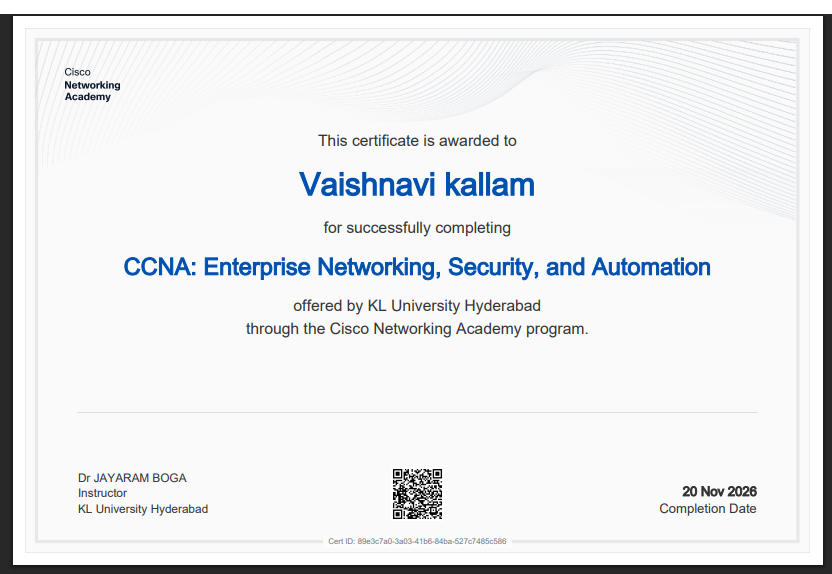 Cisco
Networking
Academy
This certificate is awarded to
Vaishnavi kallam
for successfully completing
CCNA: Enterprise Networking, Security, and Automation
offered by KL University Hyderabad
through the Cisco Networking Academy program.
Dr JAYARAM BOGA
Instructor
KL University Hyderabad
20 Nov 2026
Completion Date
Cert ID: 89e3c7a0-3a03-41b6-84ba-527c7485c586